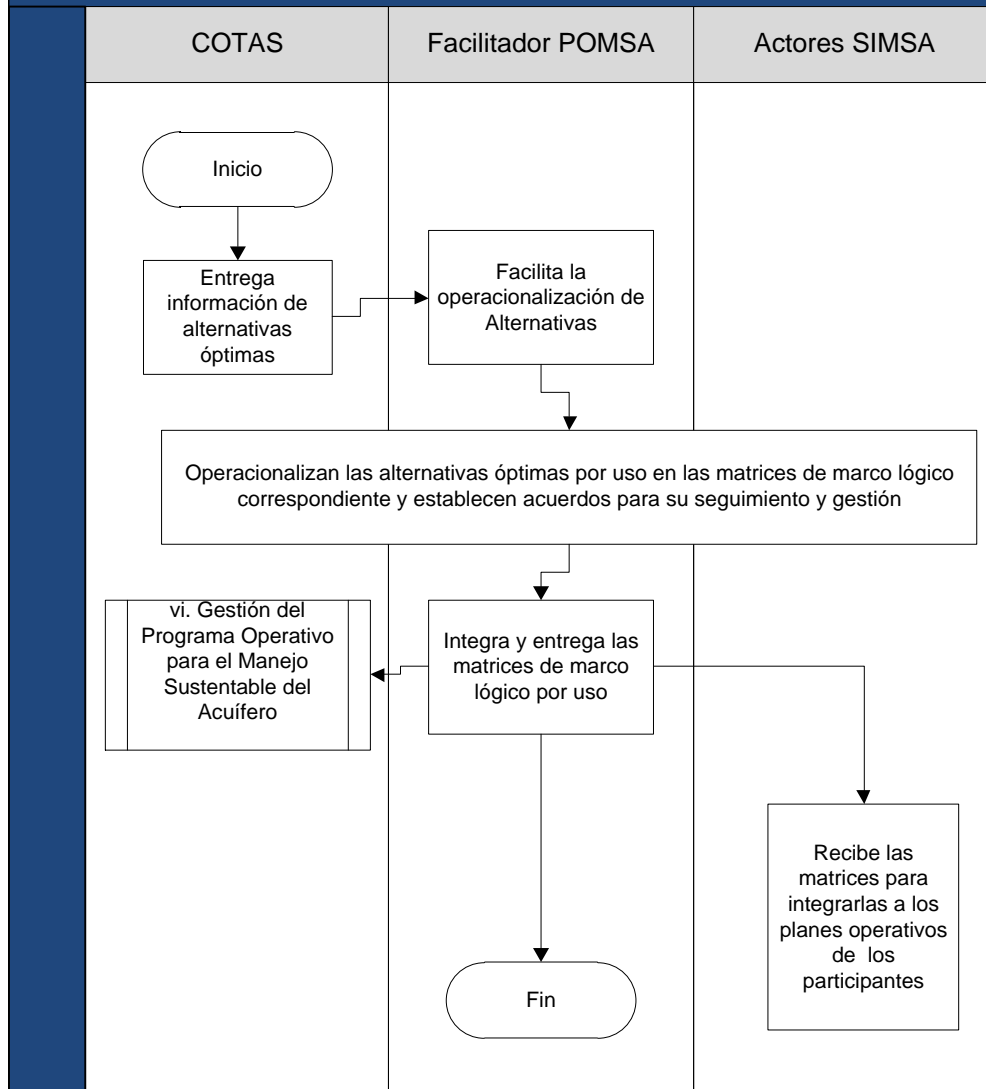 COTAS
Facilitador POMSA
Actores SIMSA
Inicio
Entrega
información de
alternativas
óptimas
Facilita la
operacionalización de
Alternativas
Operacionalizan las alternativas óptimas por uso en las matrices de marco lógico
correspondiente y establecen acuerdos para su seguimiento y gestión
vi. Gestión del
Programa Operativo
para el Manejo
Sustentable del
Acuífero
Integra y entrega las
matrices de marco
lógico por uso
Recibe las
matrices para
integrarlas a los
planes operativos
de los
participantes
Fin